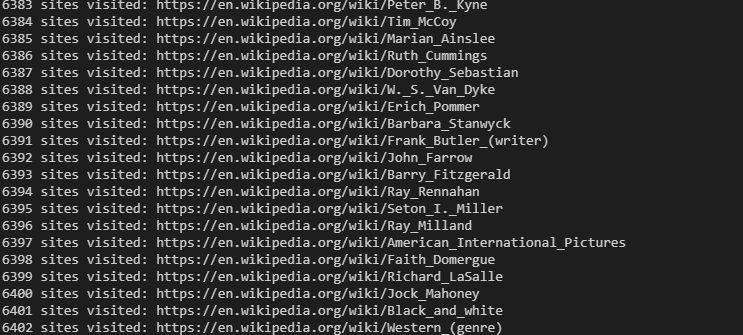 6383 sites visited: https://en.wikipedia.org/wiki/Peter_B._Kyne
6384 sites visited: https://en.wikipedia.org/wiki/Tim_McCoy
6385 sites visited: https://en.wikipedia.org/wiki/Marian_Ainslee
6386 sites visited: https://en.wikipedia.org/wiki/Ruth_Cummings
6387 sites visited: https://en.wikipedia.org/wiki/Dorothy_Sebastian
6388 sites visited: https://en.wikipedia.org/wiki/W._S._Van_Dyke
6389 sites visited: https://en.wikipedia.org/wiki/Erich_Pommer
6390 sites visited: https://en.wikipedia.org/wiki/Barbara_Stanwyck
6391 sites visited: https://en.wikipedia.org/wiki/Frank_Butler_(writer)
6392 sites visited: https://en.wikipedia.org/wiki/John_Farrow
6393 sites visited: https://en.wikipedia.org/wiki/Barry_Fitzgerald
6394 sites visited: https://en.wikipedia.org/wiki/Ray_Rennahan
6395 sites visited: https://en.wikipedia.org/wiki/Seton_I._Miller
6396 sites visited: https://en.wikipedia.org/wiki/Ray_Milland
6397 sites visited: https://en.wikipedia.org/wiki/American_International_Pictures
6398 sites visited: https://en.wikipedia.org/wiki/Faith_Domergue
6399 sites visited: https://en.wikipedia.org/wiki/Richard_LaSalle
6400 sites visited: https://en.wikipedia.org/wiki/Jock_Mahoney
6401 sites visited: https://en.wikipedia.org/wiki/Black_and_white
6402 sites visited: https://en.wikipedia.org/wiki/Western_(genre)